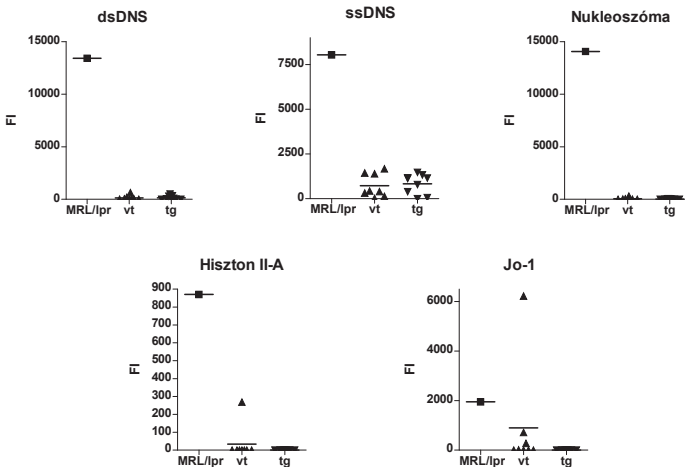 dsDNS
15000
10000
5000
0
FI
MRL/lpr vt tg
ssDNS
7500
5000
2500
0
FI
MRL/lpr vt tg
Nukleoszóma
15000
10000
5000
0
FI
MRL/lpr vt tg
Hiszton II-A
900
800
700
600
500
400
300
200
100
0
FI
MRL/lpr vt tg
Jo-1
6000
4000
2000
0
FI
MRL/lpr vt tg